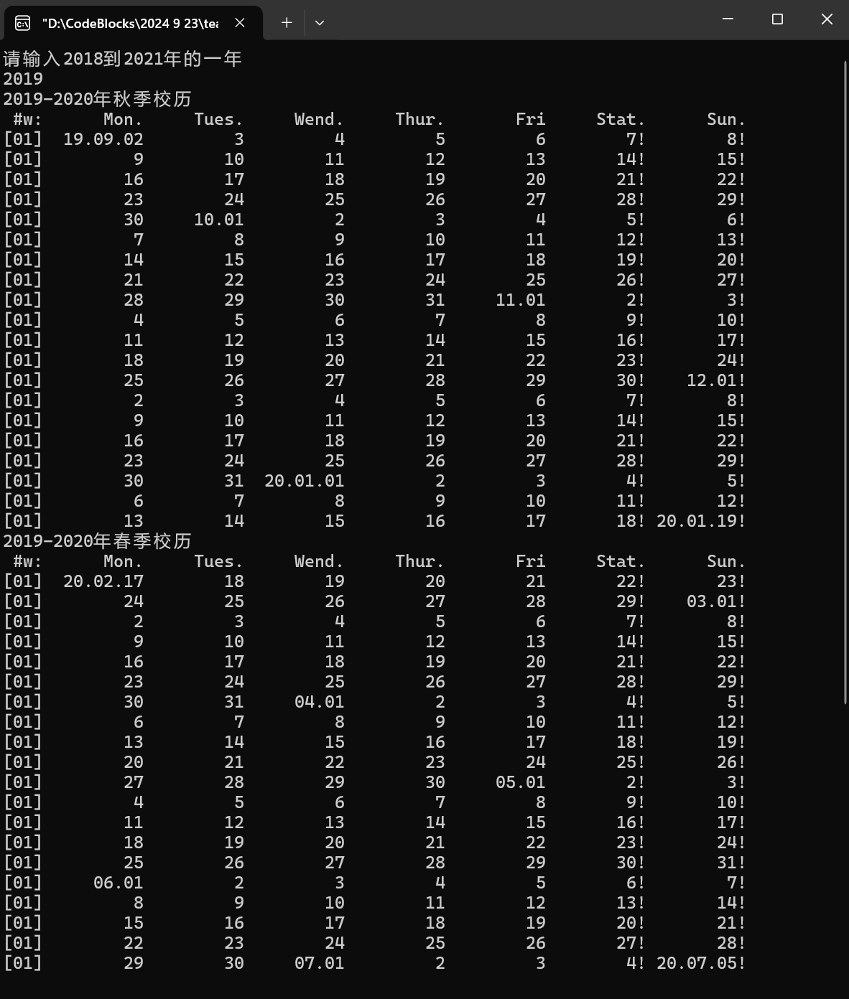 "D:\CodeBlocks\2024 9 23\tea
请输入2018到2021年的一年
2019
2019-2020年秋季校历
#w: Mon. Tues. Wend. Thur. Fri Stat. Sun.
[01] 19.09.02 3 4 5 6 7! 8!
[01] 9 10 11 12 13 14! 15!
[01] 16 17 18 19 20 21! 22!
[01] 23 24 25 26 27 28! 29!
[01] 30 10.01 2 3 4 5! 6!
[01] 7 8 9 10 11 12! 13!
[01] 14 15 16 17 18 19! 20!
[01] 21 22 23 24 25 26! 27!
[01] 28 29 30 31 11.01 2! 3!
[01] 4 5 6 7 8 9! 10!
[01] 11 12 13 14 15 16! 17!
[01] 18 19 20 21 22 23! 24!
[01] 25 26 27 28 29 30! 12.01!
[01] 2 3 4 5 6 7! 8!
[01] 9 10 11 12 13 14! 15!
[01] 16 17 18 19 20 21! 22!
[01] 23 24 25 26 27 28! 29!
[01] 30 31 20.01.01 2 3 4! 5!
[01] 6 7 8 9 10 11! 12!
[01] 13 14 15 16 17 18! 20.01.19!
2019-2020年春季校历
#w: Mon. Tues. Wend. Thur. Fri Stat. Sun.
[01] 20.02.17 18 19 20 21 22! 23!
[01] 24 25 26 27 28 29! 03.01!
[01] 2 3 4 5 6 7! 8!
[01] 9 10 11 12 13 14! 15!
[01] 16 17 18 19 20 21! 22!
[01] 23 24 25 26 27 28! 29!
[01] 30 31 04.01 2 3 4! 5!
[01] 6 7 8 9 10 11! 12!
[01] 13 14 15 16 17 18! 19!
[01] 20 21 22 23 24 25! 26!
[01] 27 28 29 30 05.01 2! 3!
[01] 4 5 6 7 8 9! 10!
[01] 11 12 13 14 15 16! 17!
[01] 18 19 20 21 22 23! 24!
[01] 25 26 27 28 29 30! 31!
[01] 06.01 2 3 4 5 6! 7!
[01] 8 9 10 11 12 13! 14!
[01] 15 16 17 18 19 20! 21!
[01] 22 23 24 25 26 27! 28!
[01] 29 30 07.01 2 3 4! 20.07.05!